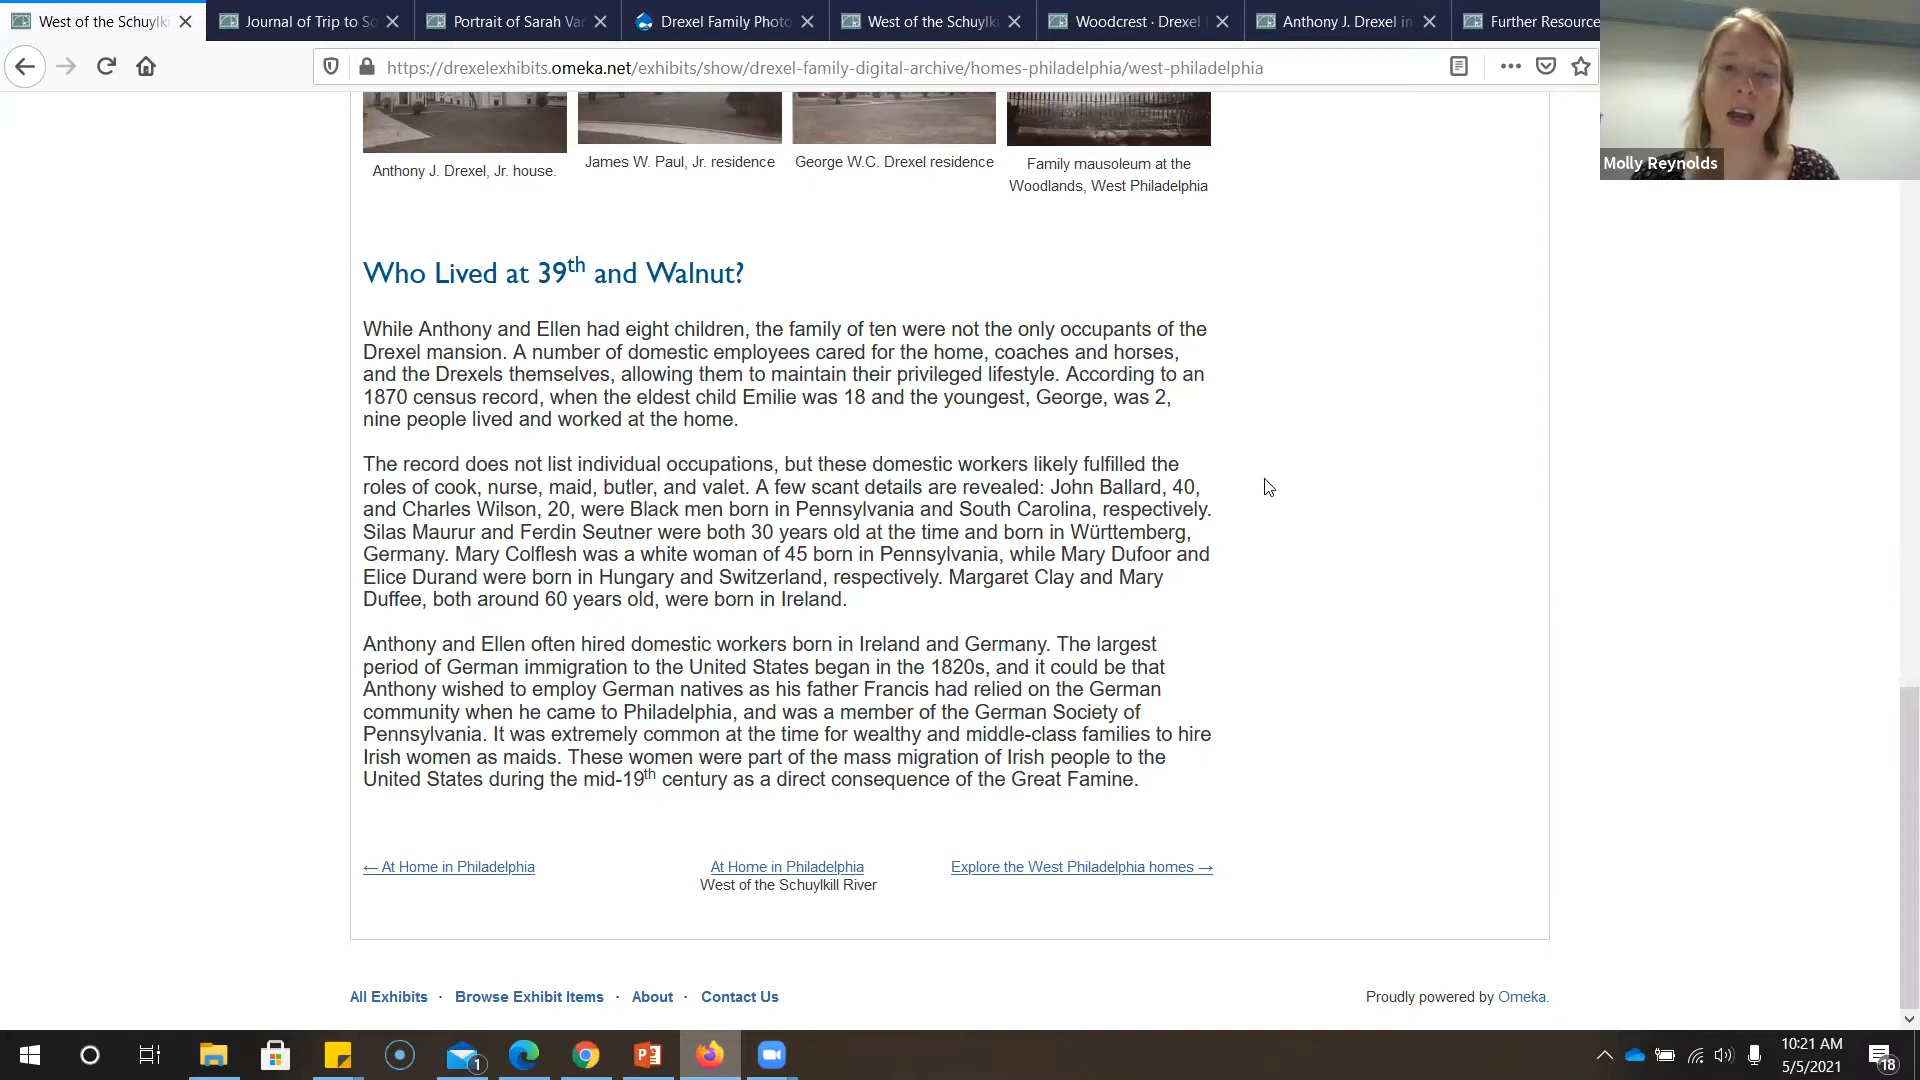 West of the Schuylki
Journal of Trip to So
Portrait of Sarah Va
Drexel Family Photo
West of the Schuylki
Woodcrest · Drexel
Anthony J. Drexel in
Further Resource
https://drexelexhibits.omeka.net/exhibits/show/drexel-family-digital-archive/homes-philadelphia/west-philadelphia
Molly Reynolds
Anthony J. Drexel, Jr. house.
James W. Paul, Jr. residence
George W.C. Drexel residence
Family mausoleum at the
Woodlands, West Philadelphia
Who Lived at 39th and Walnut?
While Anthony and Ellen had eight children, the family of ten were not the only occupants of the
Drexel mansion. A number of domestic employees cared for the home, coaches and horses,
and the Drexels themselves, allowing them to maintain their privileged lifestyle. According to an
1870 census record, when the eldest child Emilie was 18 and the youngest, George, was 2,
nine people lived and worked at the home.
The record does not list individual occupations, but these domestic workers likely fulfilled the
roles of cook, nurse, maid, butler, and valet. A few scant details are revealed: John Ballard, 40,
and Charles Wilson, 20, were Black men born in Pennsylvania and South Carolina, respectively.
Silas Maurur and Ferdin Seutner were both 30 years old at the time and born in Württemberg,
Germany. Mary Colflesh was a white woman of 45 born in Pennsylvania, while Mary Dufoor and
Elice Durand were born in Hungary and Switzerland, respectively. Margaret Clay and Mary
Duffee, both around 60 years old, were born in Ireland.
Anthony and Ellen often hired domestic workers born in Ireland and Germany. The largest
period of German immigration to the United States began in the 1820s, and it could be that
Anthony wished to employ German natives as his father Francis had relied on the German
community when he came to Philadelphia, and was a member of the German Society of
Pennsylvania. It was extremely common at the time for wealthy and middle-class families to hire
Irish women as maids. These women were part of the mass migration of Irish people to the
United States during the mid-19th century as a direct consequence of the Great Famine.
← At Home in Philadelphia
At Home in Philadelphia
West of the Schuylkill River
Explore the West Philadelphia homes →
All Exhibits · Browse Exhibit Items · About · Contact Us
Proudly powered by Omeka.
1
10:21 AM
5/5/2021
18